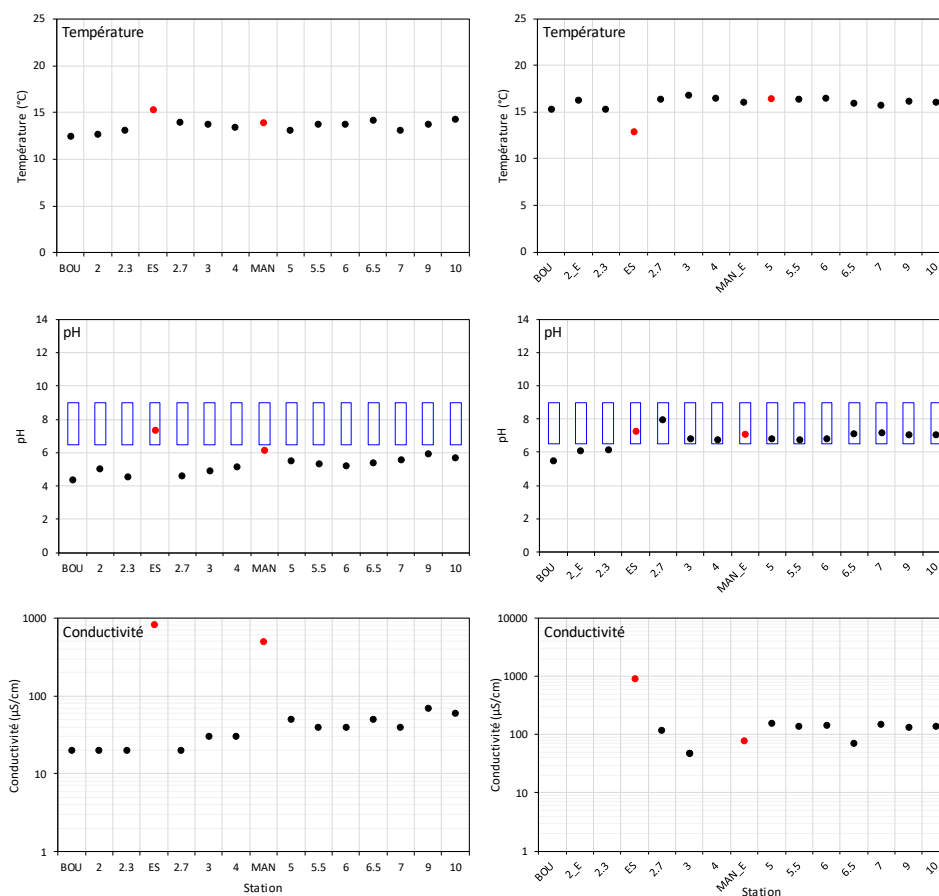 Température
Température (°C)
25
20
15
10
5
0
BOU 2 2.3 ES 2.7 3 4 MAN 5 5.5 6 6.5 7 9 10
Température
Température (°C)
25
20
15
10
5
0
BOU 2_E 2.3 ES 2.7 3 4 MAN_E 5 5.5 6 6.5 7 9 10
pH
pH
14
12
10
8
6
4
2
0
BOU 2 2.3 ES 2.7 3 4 MAN 5 5.5 6 6.5 7 9 10
pH
pH
14
12
10
8
6
4
2
0
BOU 2_E 2.3 ES 2.7 3 4 MAN_E 5 5.5 6 6.5 7 9 10
Conductivité
Conductivité (µS/cm)
1000
100
10
1
BOU 2 2.3 ES 2.7 3 4 MAN 5 5.5 6 6.5 7 9 10
Station
Conductivité
Conductivité (µS/cm)
10000
1000
100
10
1
BOU 2_E 2.3 ES 2.7 3 4 MAN_E 5 5.5 6 6.5 7 9 10
Station